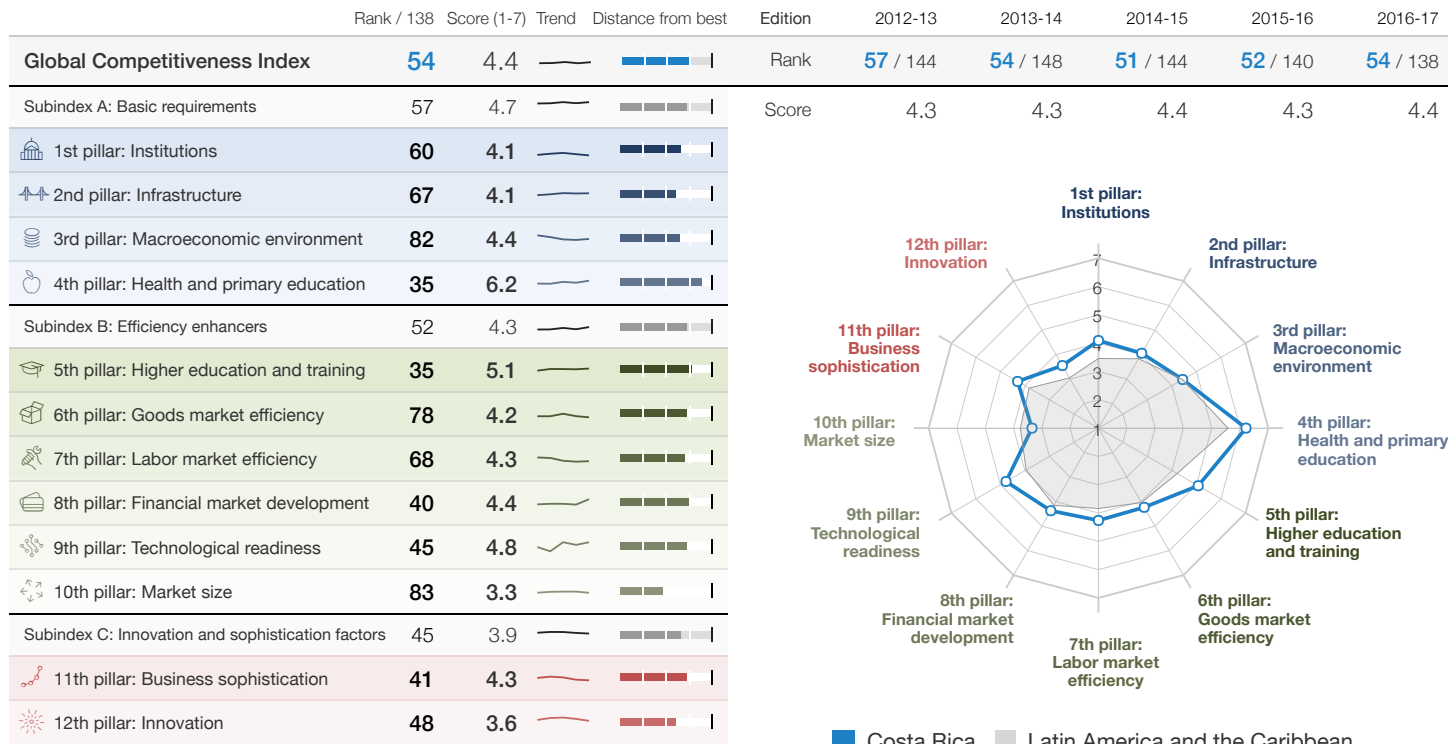 Rank / 138 Score (1-7) Trend Distance from best
Global Competitiveness Index 54 4.4
Subindex A: Basic requirements 57 4.7
1st pillar: Institutions 60 4.1
2nd pillar: Infrastructure 67 4.1
3rd pillar: Macroeconomic environment 82 4.4
4th pillar: Health and primary education 35 6.2
Subindex B: Efficiency enhancers 52 4.3
5th pillar: Higher education and training 35 5.1
6th pillar: Goods market efficiency 78 4.2
7th pillar: Labor market efficiency 68 4.3
8th pillar: Financial market development 40 4.4
9th pillar: Technological readiness 45 4.8
10th pillar: Market size 83 3.3
Subindex C: Innovation and sophistication factors 45 3.9
11th pillar: Business sophistication 41 4.3
12th pillar: Innovation 48 3.6
Edition 2012-13 2013-14 2014-15 2015-16 2016-17
Rank 57 / 144 54 / 148 51 / 144 52 / 140 54 / 138
Score 4.3 4.3 4.4 4.3 4.4
1st pillar:
Institutions
2nd pillar:
Infrastructure
3rd pillar:
Macroeconomic
environment
4th pillar:
Health and primary
education
5th pillar:
Higher education
and training
6th pillar:
Goods market
efficiency
7th pillar:
Labor market
efficiency
8th pillar:
Financial market
development
9th pillar:
Technological
readiness
10th pillar:
Market size
11th pillar:
Business
sophistication
12th pillar:
Innovation
7
6
5
4
3
2
1
Costa Rica Latin America and the Caribbean